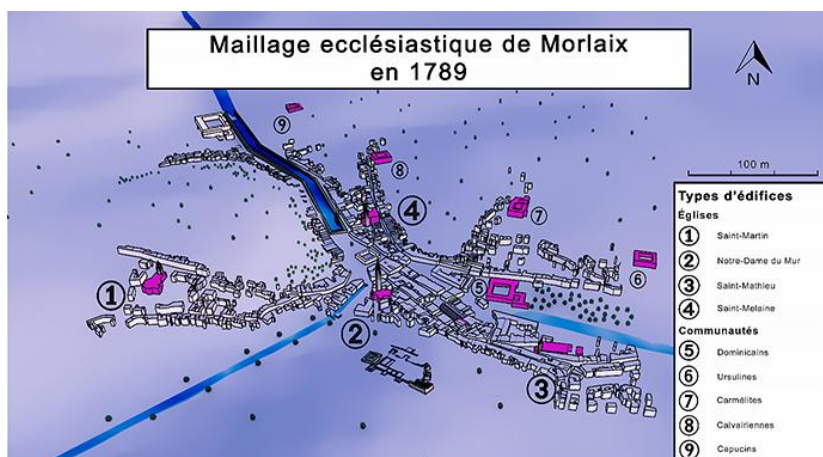 Maillage ecclésiastique de Morlaix
en 1789
N
100 m
9
8
4
7
6
5
1
2
3
Types d'édifices
Églises
1 Saint-Martin
2 Notre-Dame du Mur
3 Saint-Mathieu
4 Saint-Melaine
Communautés
5 Dominicains
6 Ursulines
7 Carmélites
8 Calvairiennes
9 Capucins